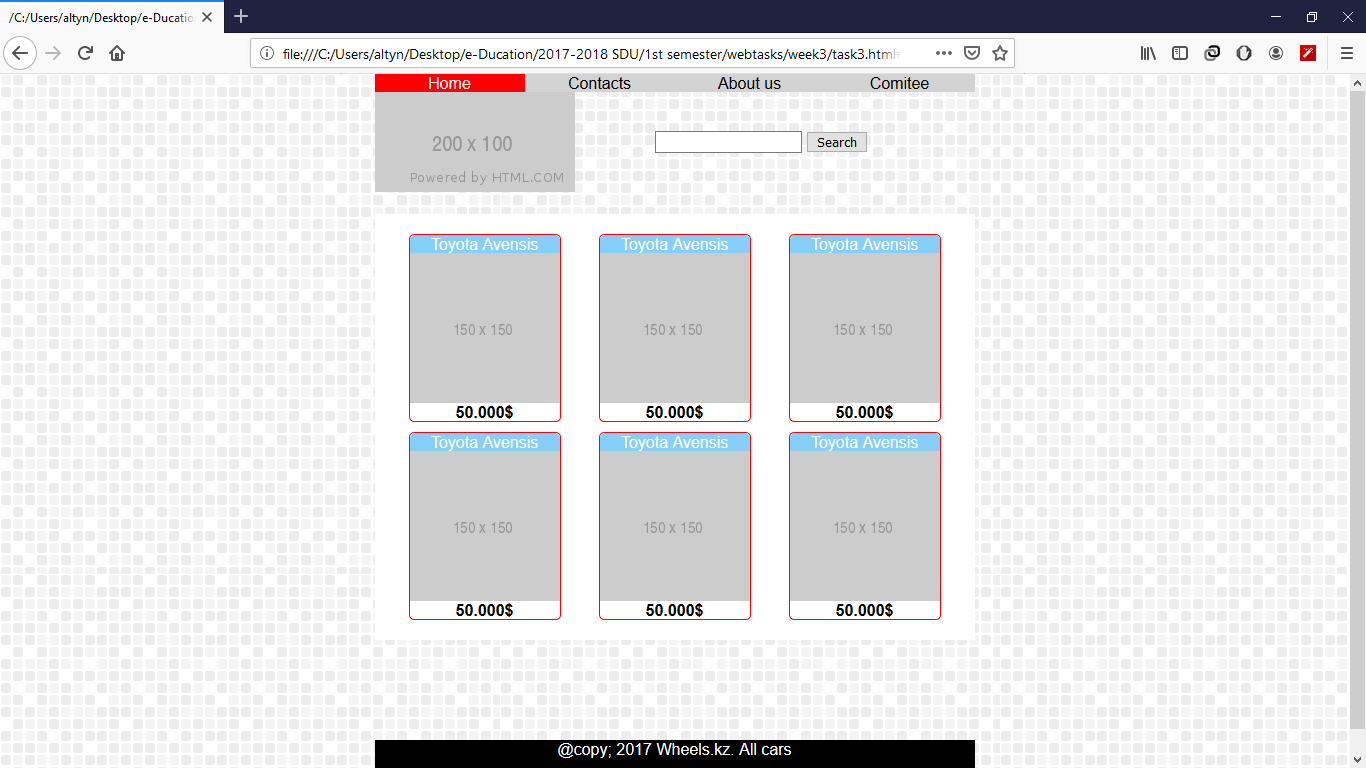 /C:/Users/altyn/Desktop/e-Ducatio
file:///C:/Users/altyn/Desktop/e-Ducation/2017-2018 SDU/1st semester/webtasks/week3/task3.html
Home Contacts About us Comitee
200 x 100
Powered by HTML.COM
Search
Toyota Avensis Toyota Avensis Toyota Avensis
150 x 150 150 x 150 150 x 150
50.000$ 50.000$ 50.000$
Toyota Avensis Toyota Avensis Toyota Avensis
150 x 150 150 x 150 150 x 150
50.000$ 50.000$ 50.000$
@copy; 2017 Wheels.kz. All cars